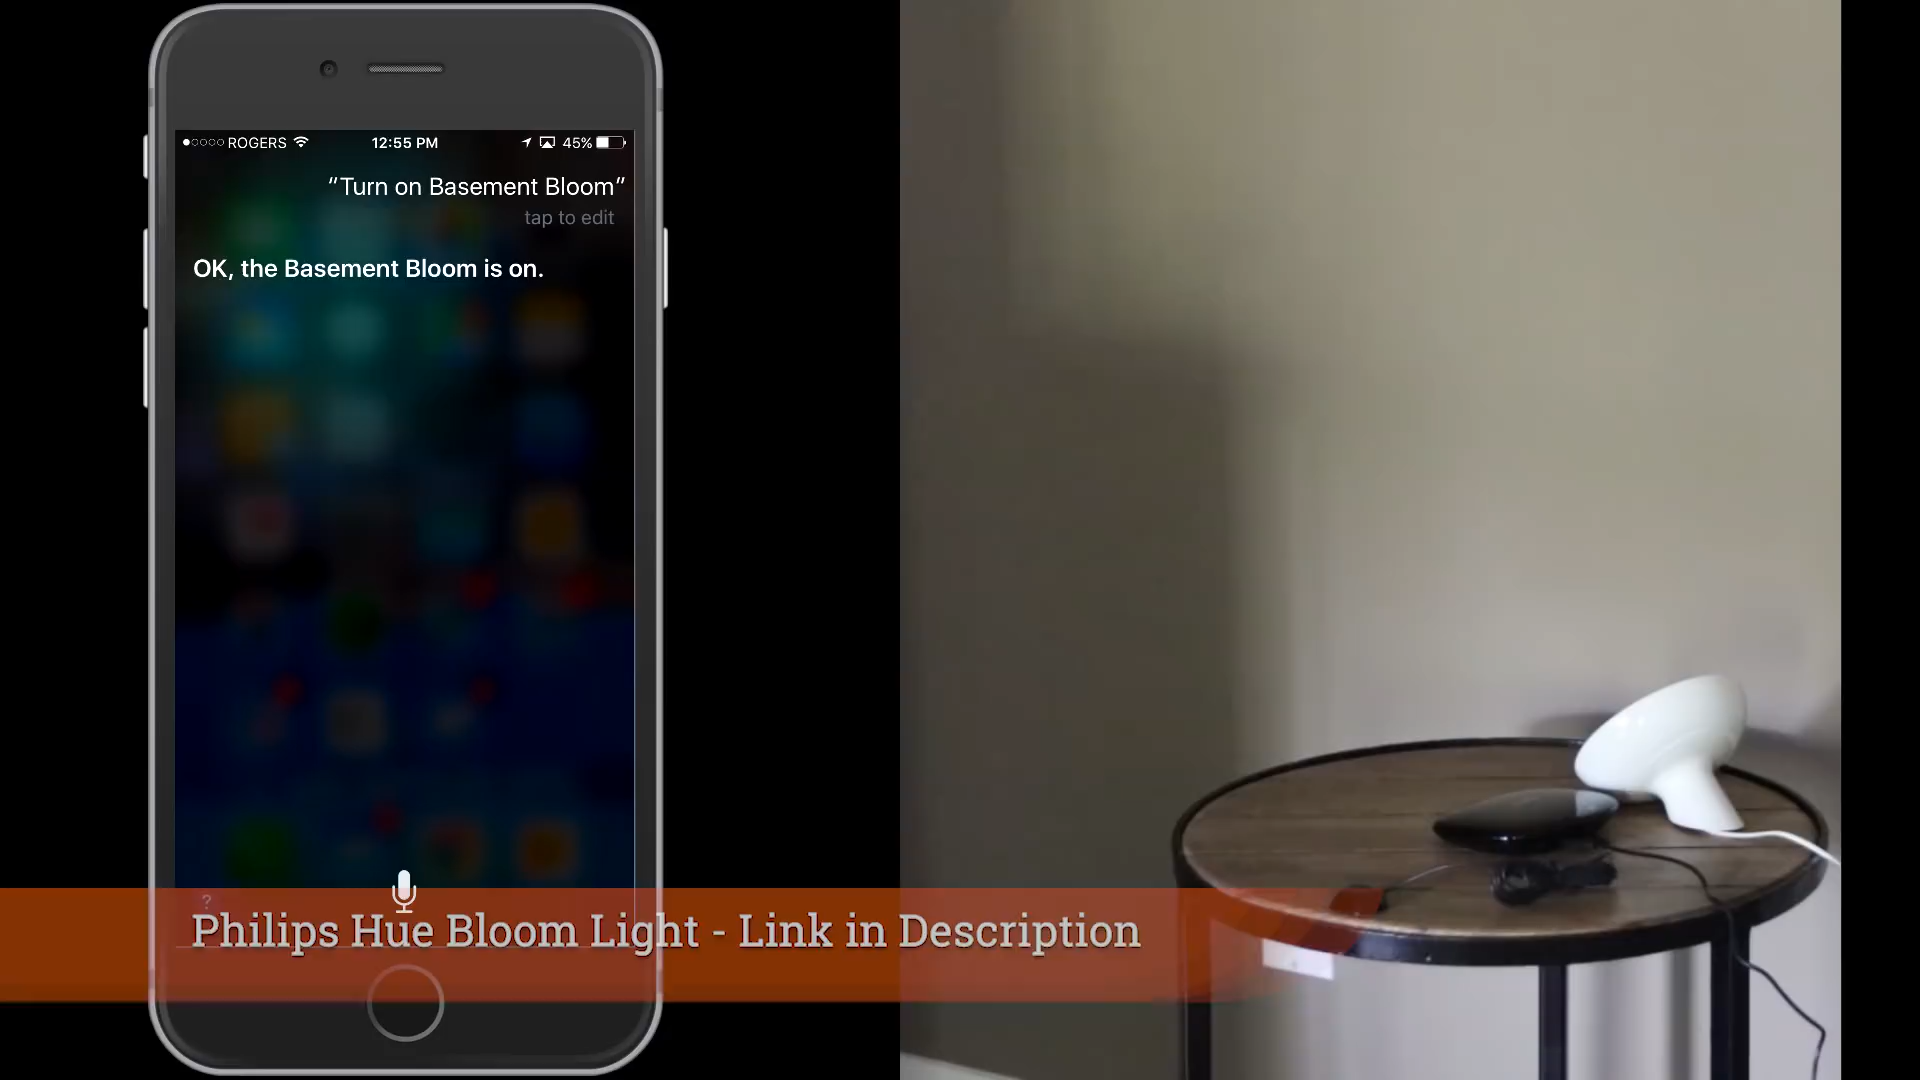 ROGERS 12:55 PM 45%
“Turn on Basement Bloom”
tap to edit
OK, the Basement Bloom is on.
?
Philips Hue Bloom Light - Link in Description